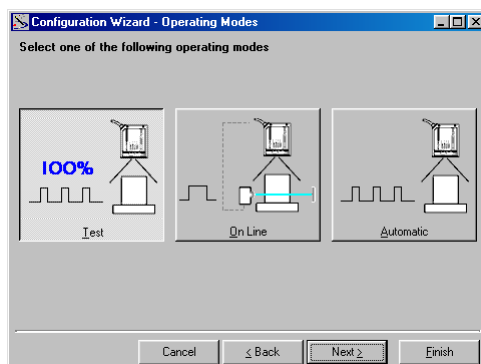 Configuration Wizard - Operating Modes
Select one of the following operating modes
100%
Test
On Line
Automatic
Cancel
< Back
Next >
Finish